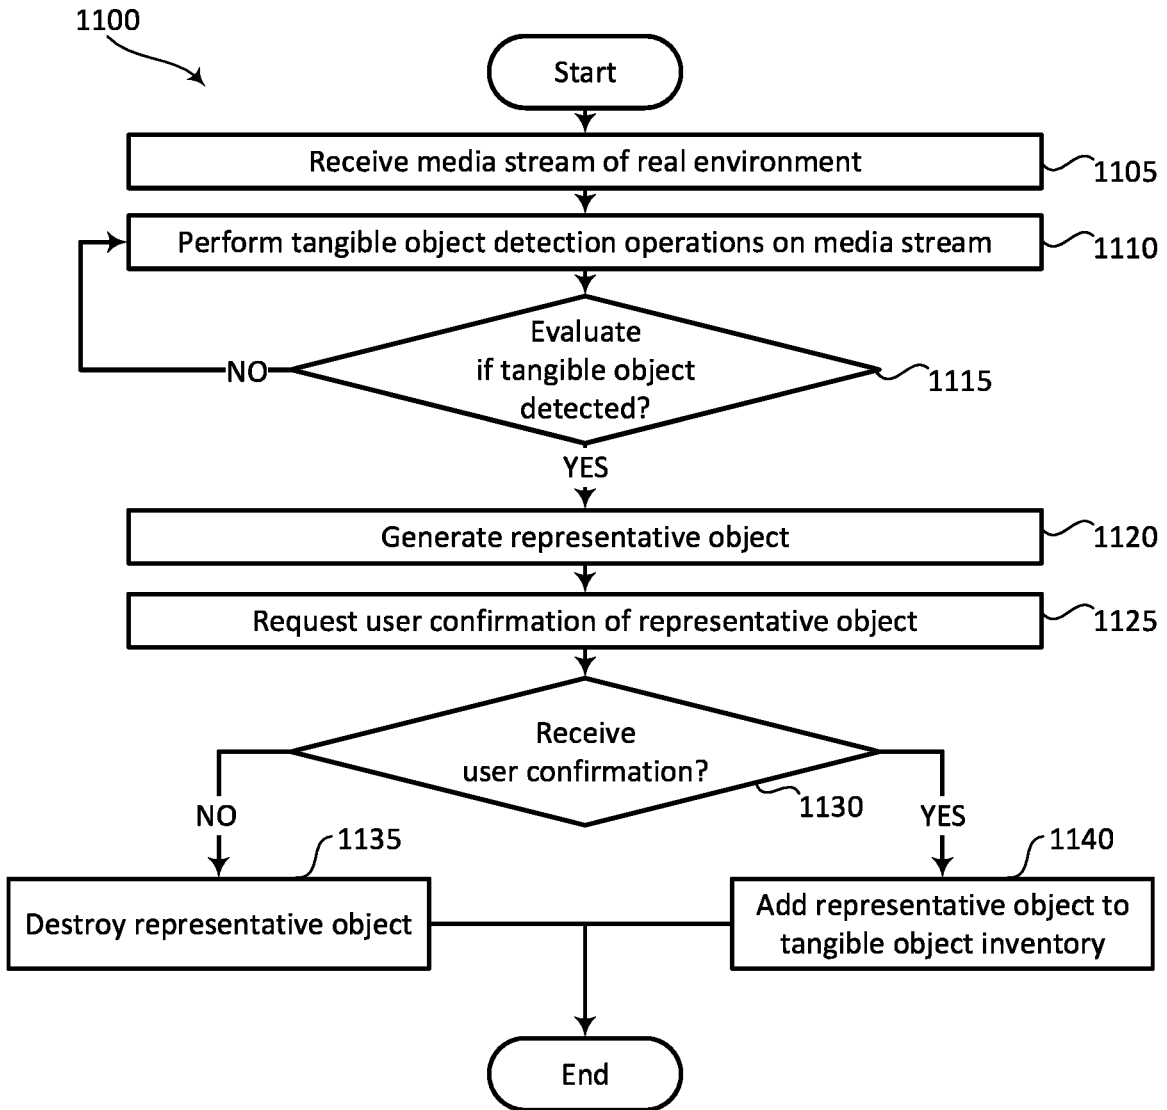 1100
Start
Receive media stream of real environment
1105
Perform tangible object detection operations on media stream
1110
Evaluate
if tangible object
detected?
1115
NO
YES
Generate representative object
1120
Request user confirmation of representative object
1125
Receive
user confirmation?
1130
NO
YES
1135
1140
Destroy representative object
Add representative object to
tangible object inventory
End